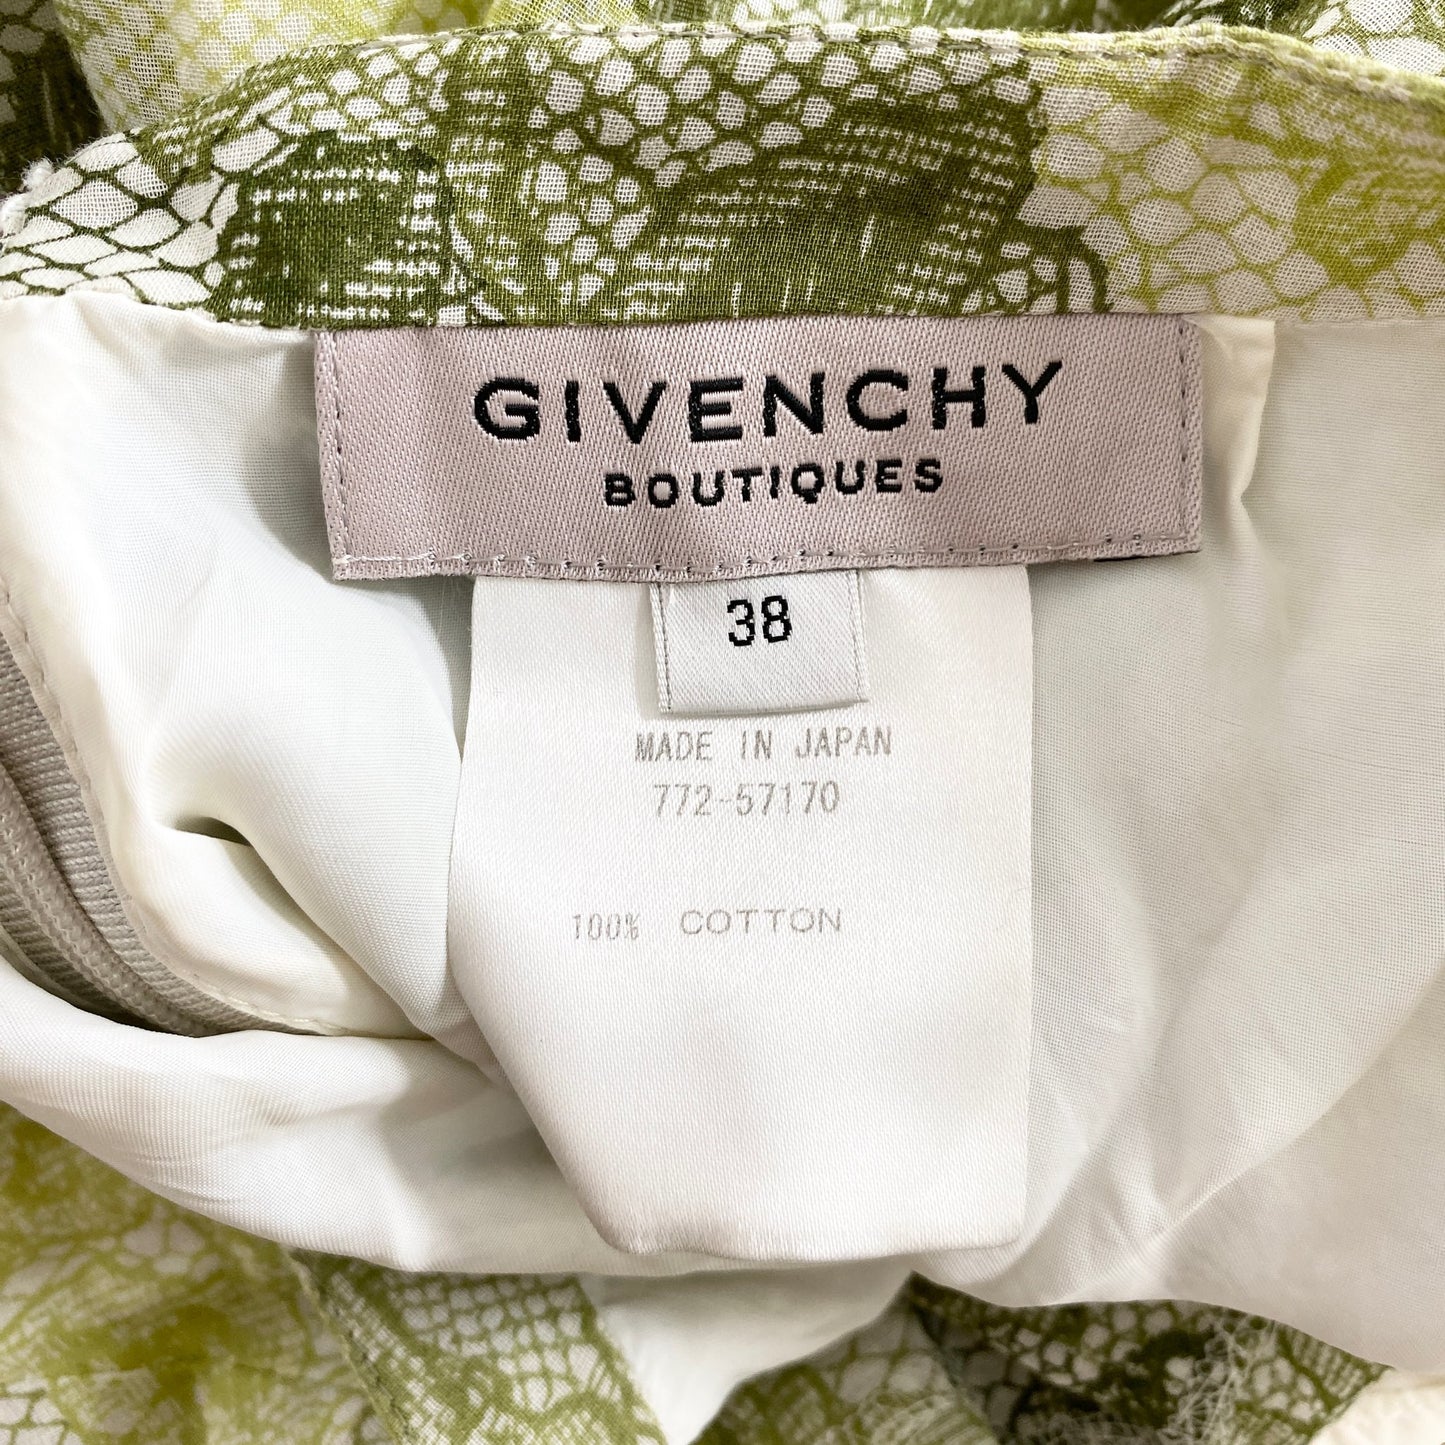 GIVENCHY
BOUTIQUES
38
MADE IN JAPAN
772-57170
100% COTTON